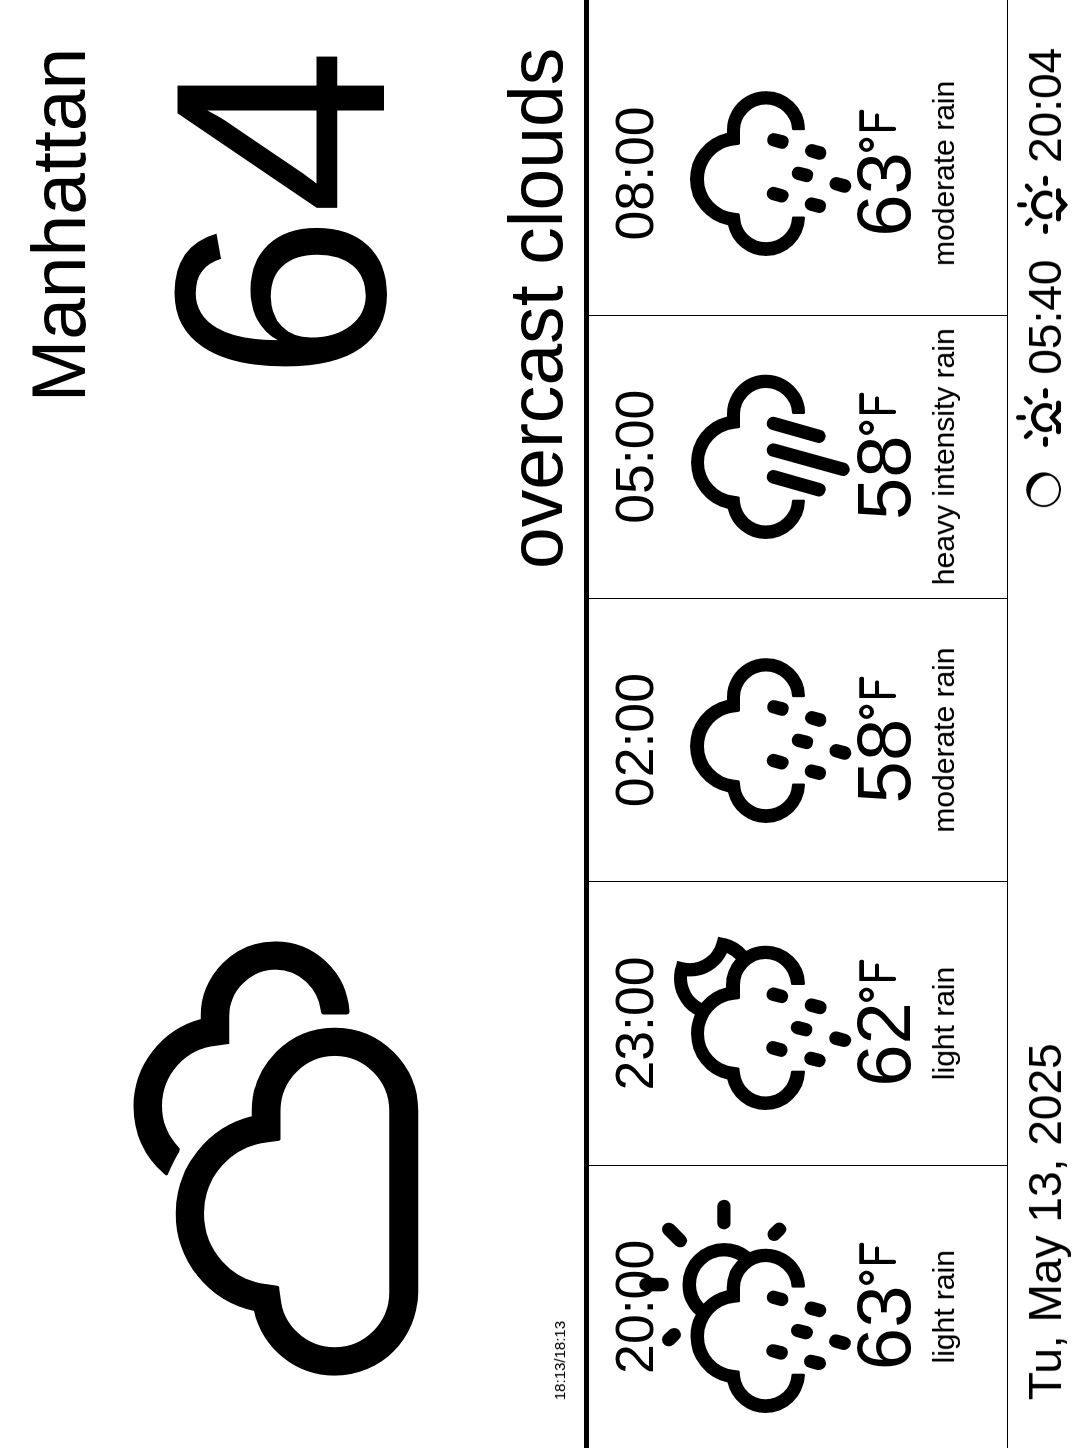 Manhattan
64
overcast clouds
18:13/18:13
20:00
23:00
02:00
05:00
08:00
63°F
62°F
58°F
58°F
63°F
light rain
light rain
moderate rain
heavy intensity rain
moderate rain
Tu, May 13, 2025
05:40
20:04